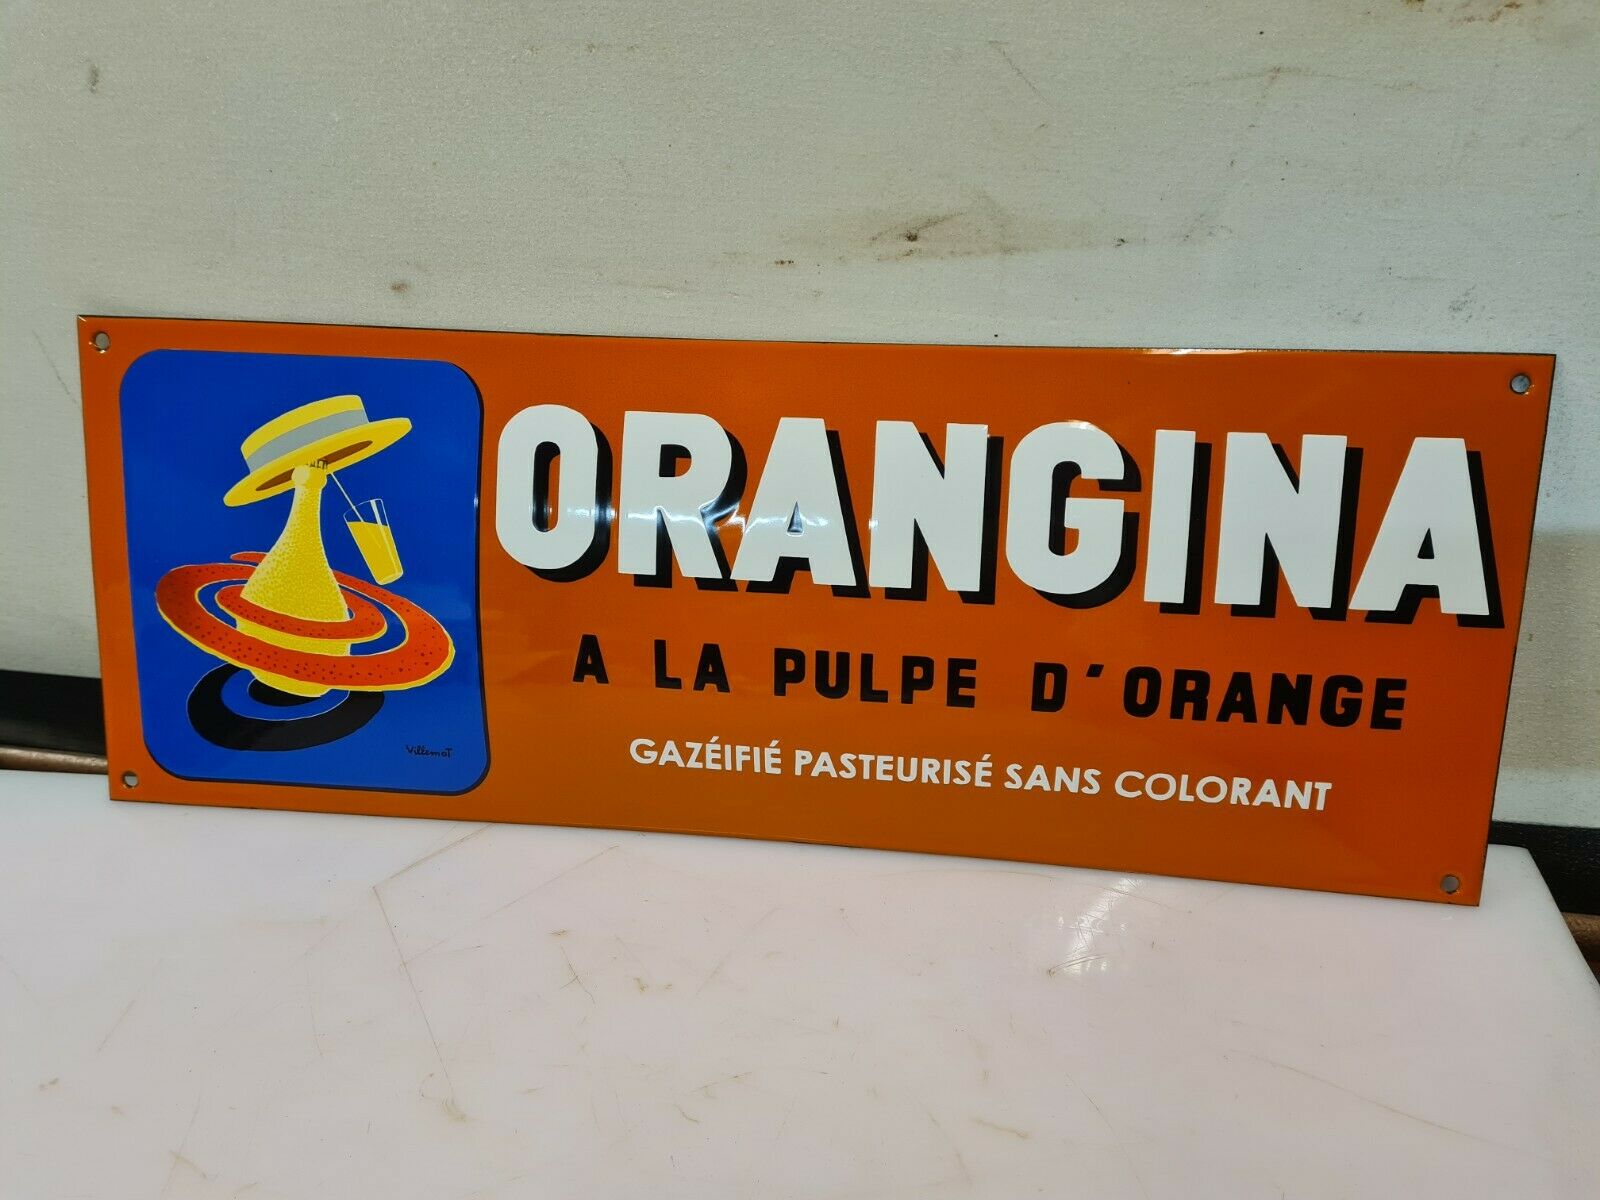 ORANGINA
A LA PULPE D'ORANGE
GAZÉIFIÉ PASTEURISÉ SANS COLORANT
Villemot